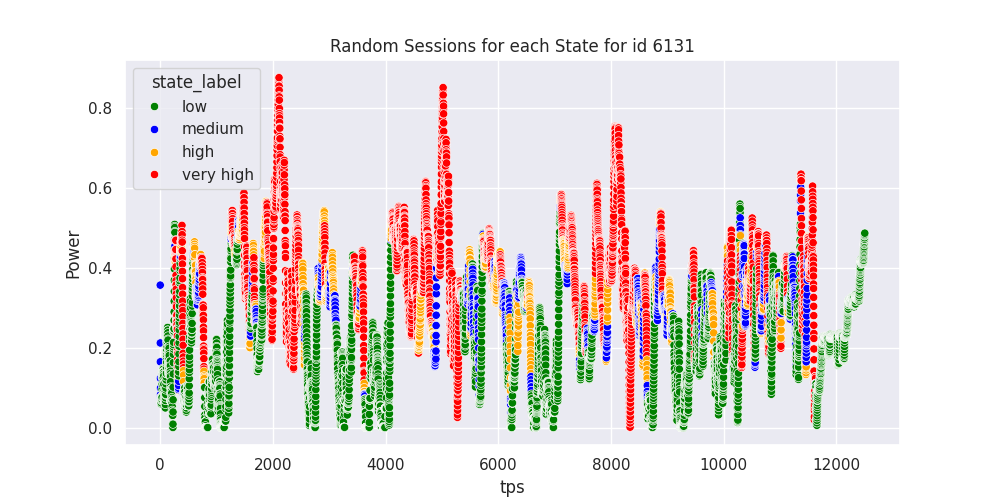 Random Sessions for each State for id 6131
state_label
low
medium
high
very high
Power
0.8
0.6
0.4
0.2
0.0
0 2000 4000 6000 8000 10000 12000
tps